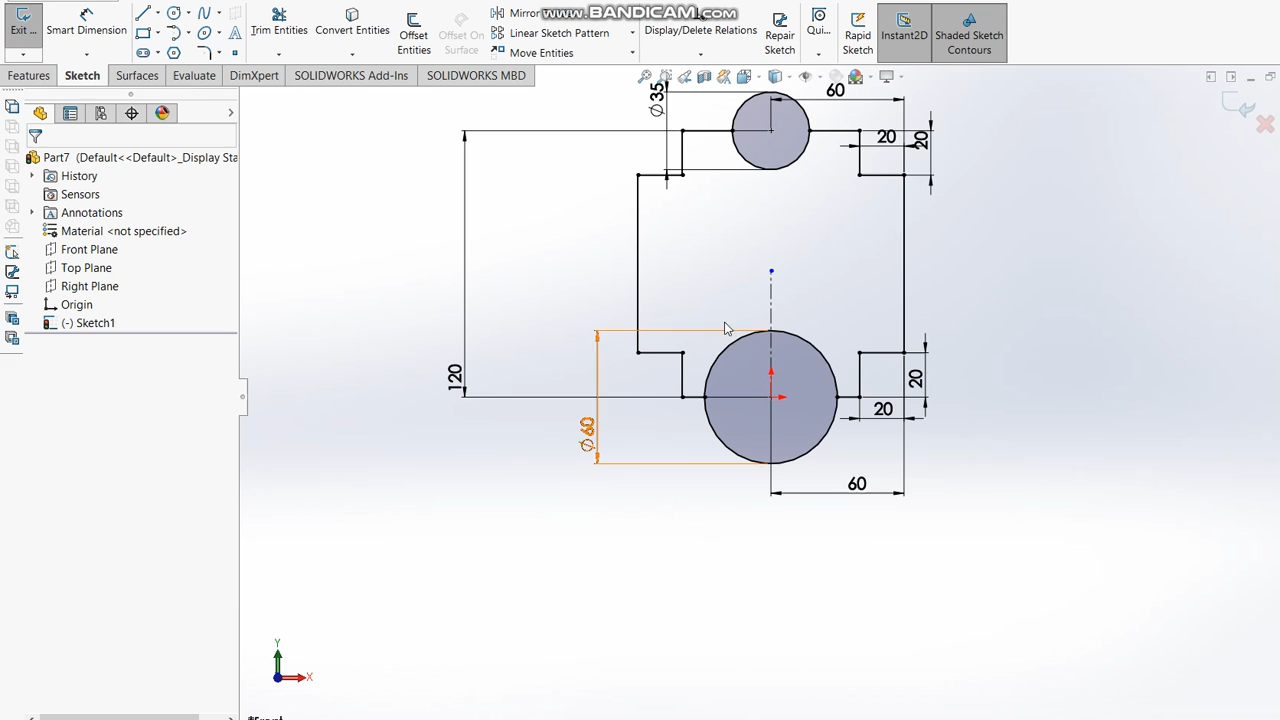 www.BANDICAM.com
Exit ...
Smart Dimension
Trim Entities
Convert Entities
Offset Entities
Offset On Surface
Mirror
Linear Sketch Pattern
Move Entities
Display/Delete Relations
Repair Sketch
Qui...
Rapid Sketch
Instant2D
Shaded Sketch Contours
Features
Sketch
Surfaces
Evaluate
DimXpert
SOLIDWORKS Add-Ins
SOLIDWORKS MBD
Part7 (Default<<Default>_Display Sta
History
Sensors
Annotations
Material <not specified>
Front Plane
Top Plane
Right Plane
Origin
(-) Sketch1
∅35
60
20
20
120
∅60
20
20
60
Y
X